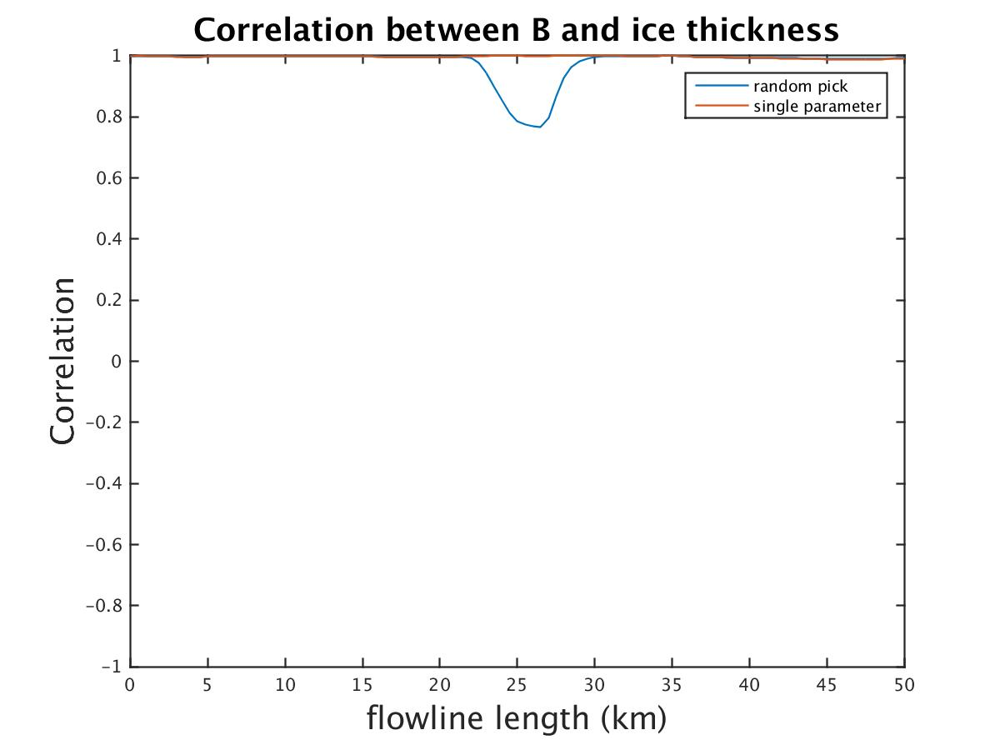 Correlation between B and ice thickness
random pick
single parameter
Correlation
1
0.8
0.6
0.4
0.2
0
−0.2
−0.4
−0.6
−0.8
−1
0 5 10 15 20 25 30 35 40 45 50
flowline length (km)